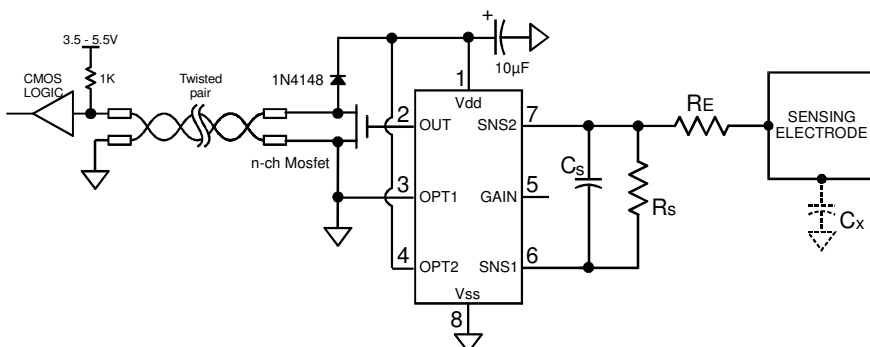 3.5 - 5.5V
1K
CMOS
LOGIC
Twisted
pair
1N4148
n-ch Mosfet
+
10µF
1
Vdd
2
OUT
3
OPT1
4
OPT2
SNS2
7
GAIN
5
SNS1
6
Vss
8
Cs
Rs
RE
SENSING
ELECTRODE
Cx